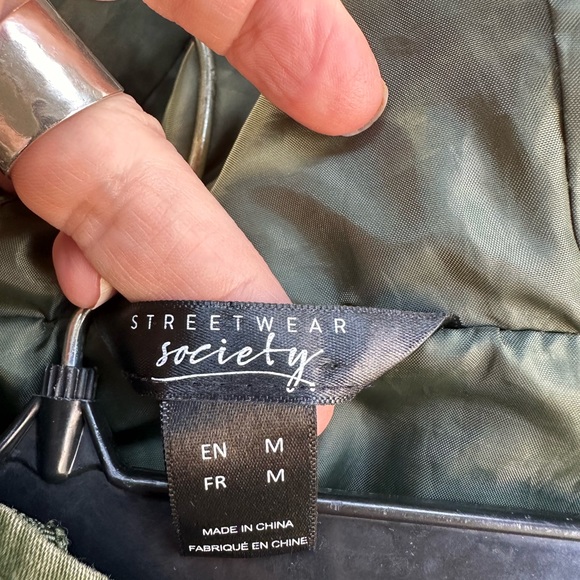 STREETWEAR
society
EN M
FR M
MADE IN CHINA
FABRIQUÉ EN CHINE